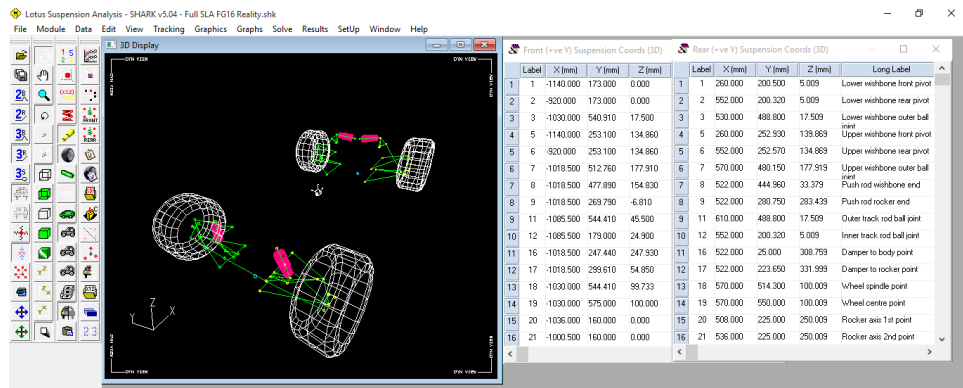 Lotus Suspension Analysis - SHARK v5.04 - Full SLA FG16 Reality.shk
File Module Data Edit View Tracking Graphics Graphs Solve Results SetUp Window Help
3D Display
DYN VIEW DYN VIEW
DYN VIEW DYN VIEW
Z
Y
X
Front (+ve Y) Suspension Coords (3D)
Label X (mm) Y (mm) Z (mm)
1 1 -1140.000 173.000 0.000
2 2 -920.000 173.000 0.000
3 3 -1030.000 540.910 17.500
4 5 -1140.000 253.100 134.860
5 6 -920.000 253.100 134.860
6 7 -1018.500 512.760 177.910
7 8 -1018.500 477.890 154.830
8 9 -1018.500 269.790 -6.810
9 11 -1085.500 544.410 45.500
10 12 -1085.500 179.000 24.900
11 16 -1018.500 247.440 247.930
12 17 -1018.500 299.610 54.850
13 18 -1030.000 544.410 99.733
14 19 -1030.000 575.000 100.000
15 20 -1036.000 160.000 0.000
16 21 -1000.500 160.000 0.000
Rear (+ve Y) Suspension Coords (3D)
Label X (mm) Y (mm) Z (mm) Long Label
1 1 260.000 200.500 5.009 Lower wishbone front pivot
2 2 552.000 200.320 5.009 Lower wishbone rear pivot
3 3 530.000 488.800 17.509 Lower wishbone outer ball joint
4 5 260.000 252.930 139.869 Upper wishbone front pivot
5 6 552.000 252.570 134.869 Upper wishbone rear pivot
6 7 570.000 480.150 177.919 Upper wishbone outer ball joint
7 8 522.000 444.960 33.379 Push rod wishbone end
8 9 522.000 280.750 283.439 Push rod rocker end
9 11 610.000 488.800 17.509 Outer track rod ball joint
10 12 552.000 200.320 5.009 Inner track rod ball joint
11 16 522.000 25.000 308.759 Damper to body point
12 17 522.000 223.650 331.999 Damper to rocker point
13 18 570.000 514.300 100.009 Wheel spindle point
14 19 570.000 550.000 100.009 Wheel centre point
15 20 508.000 225.000 250.009 Rocker axis 1st point
16 21 536.000 225.000 250.009 Rocker axis 2nd point